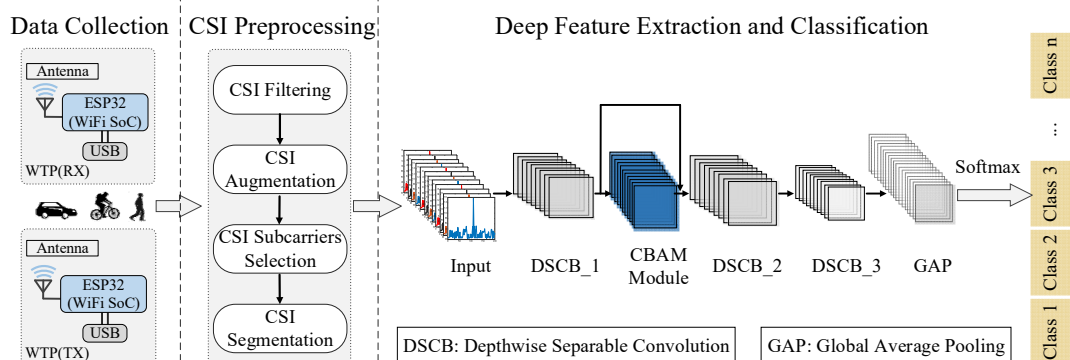 Data Collection
CSI Preprocessing
Deep Feature Extraction and Classification
Antenna
ESP32
(WiFi SoC)
USB
WTP(RX)
Antenna
ESP32
(WiFi SoC)
USB
WTP(TX)
CSI Filtering
CSI
Augmentation
CSI Subcarriers
Selection
CSI
Segmentation
Input
DSCB_1
CBAM
Module
DSCB_2
DSCB_3
GAP
Softmax
Class n
...
Class 3
Class 2
Class 1
DSCB: Depthwise Separable Convolution
GAP: Global Average Pooling